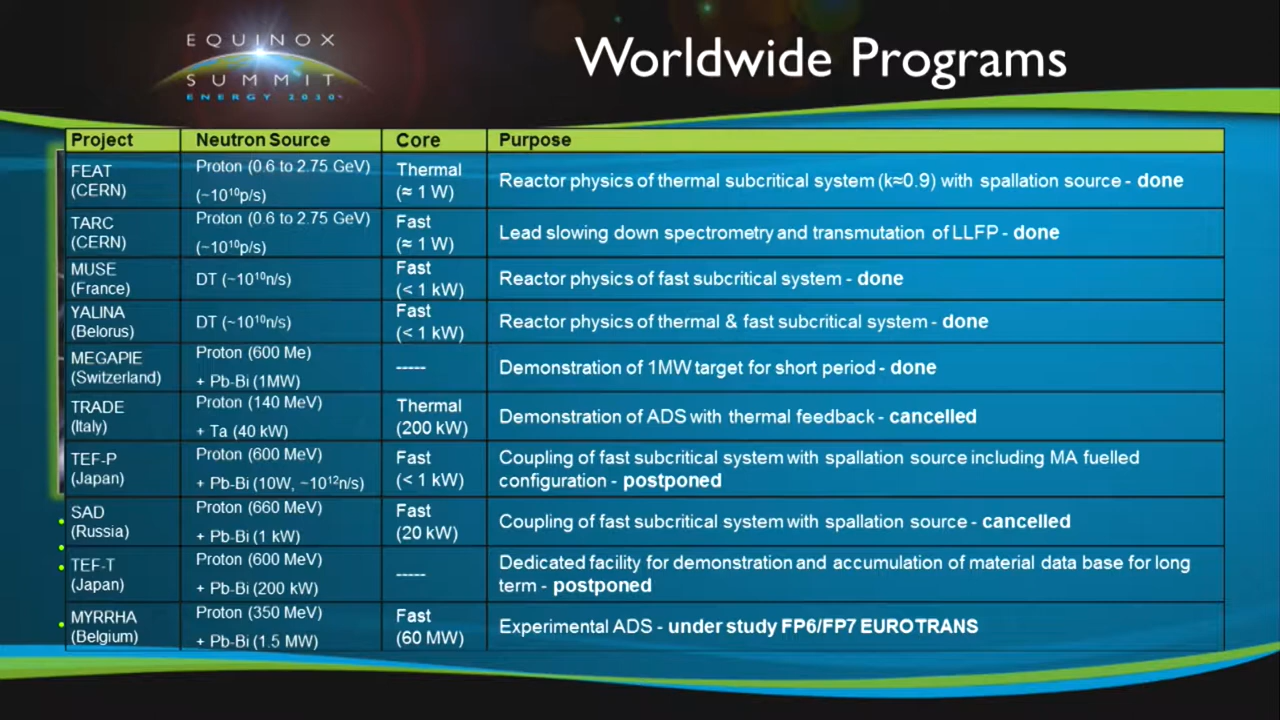 EQUINOX
SUMMIT
ENERGY 2030
Worldwide Programs
Project Neutron Source Core Purpose
FEAT
(CERN)
Proton (0.6 to 2.75 GeV)
(~10¹⁰p/s)
Thermal
(≈ 1 W)
Reactor physics of thermal subcritical system (k≈0.9) with spallation source - done
TARC
(CERN)
Proton (0.6 to 2.75 GeV)
(~10¹⁰p/s)
Fast
(≈ 1 W)
Lead slowing down spectrometry and transmutation of LLFP - done
MUSE
(France)
DT (~10¹⁰n/s)
Fast
(< 1 kW)
Reactor physics of fast subcritical system - done
YALINA
(Belorus)
DT (~10¹⁰n/s)
Fast
(< 1 kW)
Reactor physics of thermal & fast subcritical system - done
MEGAPIE
(Switzerland)
Proton (600 Me)
+ Pb-Bi (1MW)
-----
Demonstration of 1MW target for short period - done
TRADE
(Italy)
Proton (140 MeV)
+ Ta (40 kW)
Thermal
(200 kW)
Demonstration of ADS with thermal feedback - cancelled
TEF-P
(Japan)
Proton (600 MeV)
+ Pb-Bi (10W, ~10¹²n/s)
Fast
(< 1 kW)
Coupling of fast subcritical system with spallation source including MA fuelled
configuration - postponed
SAD
(Russia)
Proton (660 MeV)
+ Pb-Bi (1 kW)
Fast
(20 kW)
Coupling of fast subcritical system with spallation source - cancelled
TEF-T
(Japan)
Proton (600 MeV)
+ Pb-Bi (200 kW)
-----
Dedicated facility for demonstration and accumulation of material data base for long
term - postponed
MYRRHA
(Belgium)
Proton (350 MeV)
+ Pb-Bi (1.5 MW)
Fast
(60 MW)
Experimental ADS - under study FP6/FP7 EUROTRANS